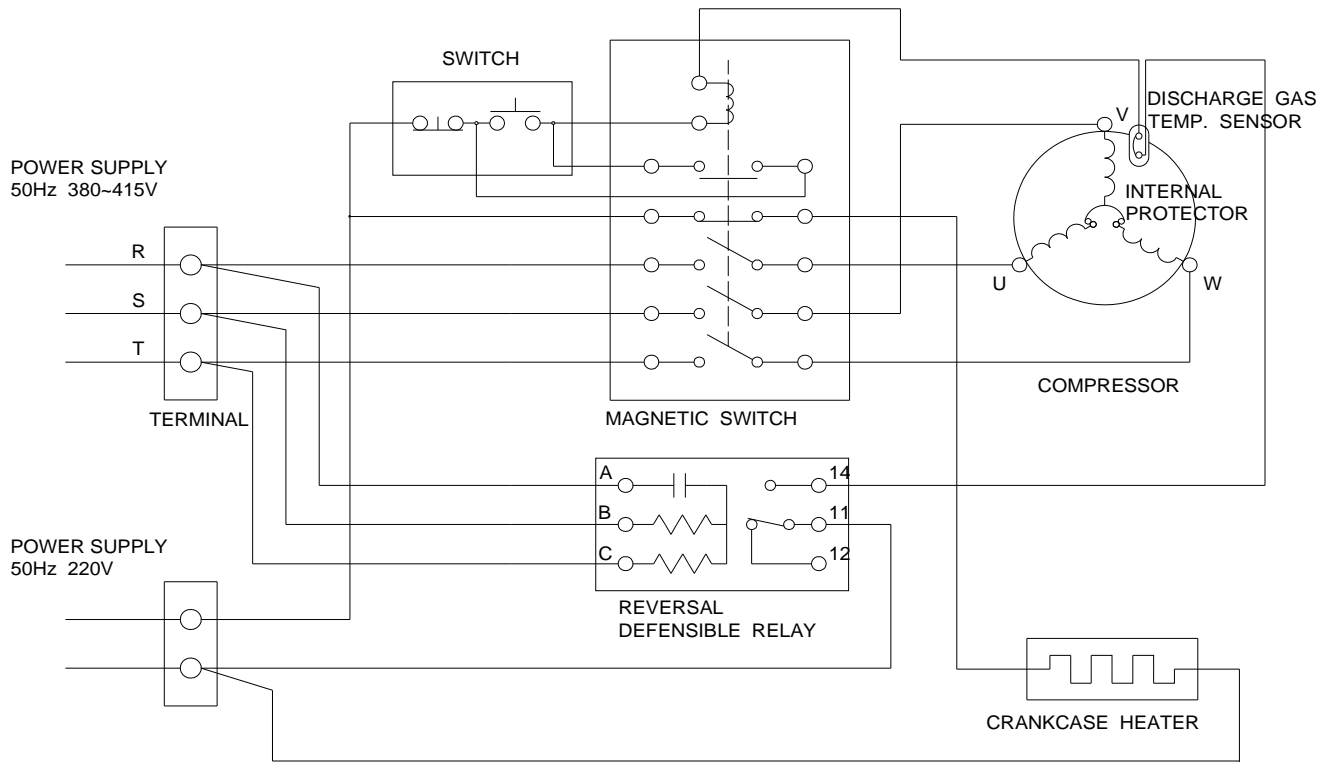 SWITCH
DISCHARGE GAS
TEMP. SENSOR
V
POWER SUPPLY
50Hz 380~415V
INTERNAL
PROTECTOR
R
U
W
S
T
COMPRESSOR
TERMINAL
MAGNETIC SWITCH
A
14
B
11
POWER SUPPLY
50Hz 220V
C
12
REVERSAL
DEFENSIBLE RELAY
CRANKCASE HEATER